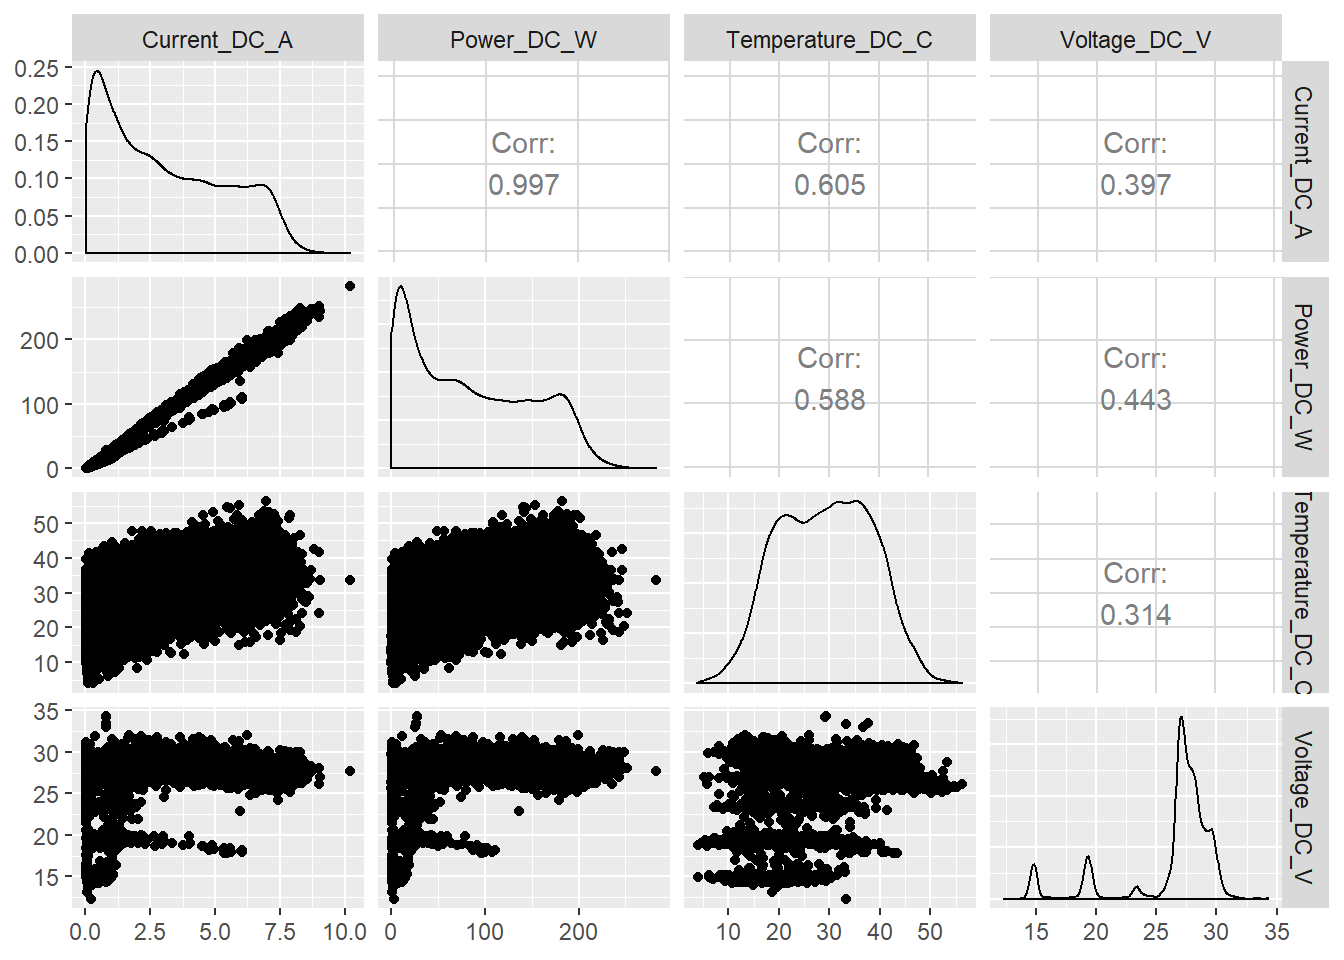 Current_DC_A
Power_DC_W
Temperature_DC_C
Voltage_DC_V
0.25
0.20
0.15
0.10
0.05
0.00
Corr:
0.997
Corr:
0.605
Corr:
0.397
Current_DC_A
200
100
0
Corr:
0.588
Corr:
0.443
Power_DC_W
50
40
30
20
10
Corr:
0.314
Temperature_DC_C
35
30
25
20
15
Voltage_DC_V
0.0 2.5 5.0 7.5 10.0
0 100 200
10 20 30 40 50
15 20 25 30 35